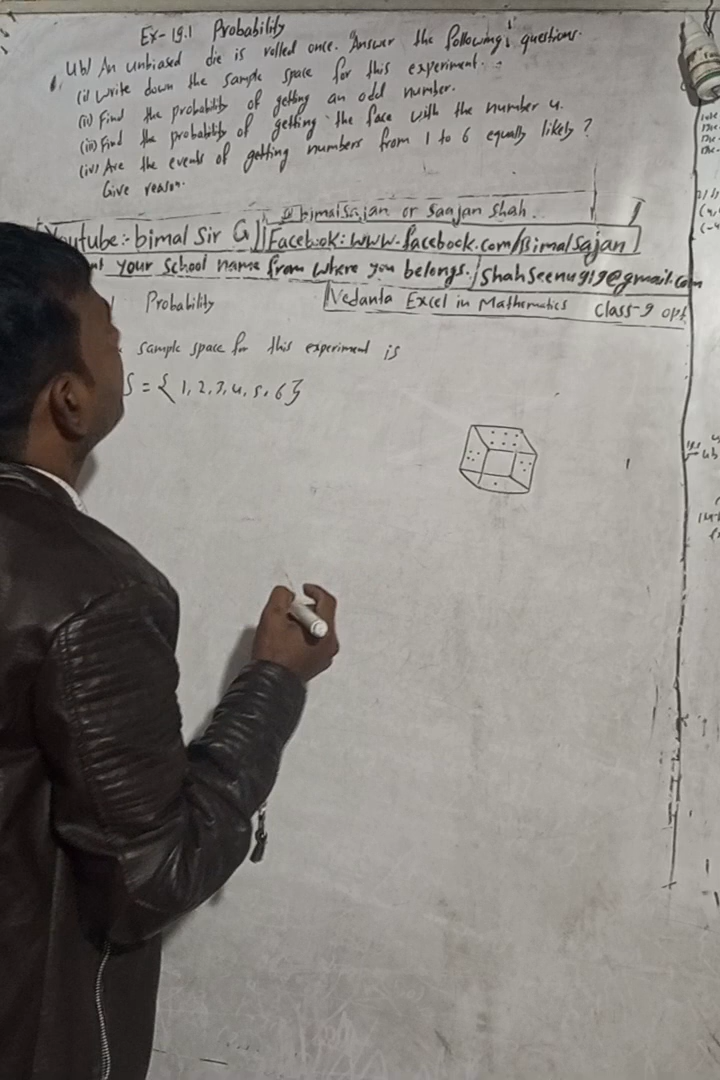 Ex-19.1 Probability
4b) An unbiased die is rolled once. Answer the following questions.
(i) Write down the sample space for this experiment.
(ii) Find the probability of getting an odd number.
(iii) Find the probability of getting the face with the number 4.
(iv) Are the events of getting numbers from 1 to 6 equally likely ?
Give reason.
@bimalsajan or Saajan Shah.
Youtube:- bimal Sir G || Facebook: www.facebook.com/Bimalsajan
your School name from where you belongs. / Shahseenu919@gmail.com
Probability
Vedanta Excel in Mathematics Class-9 opt
sample space for this experiment is
S = { 1, 2, 3, 4, 5, 6 }